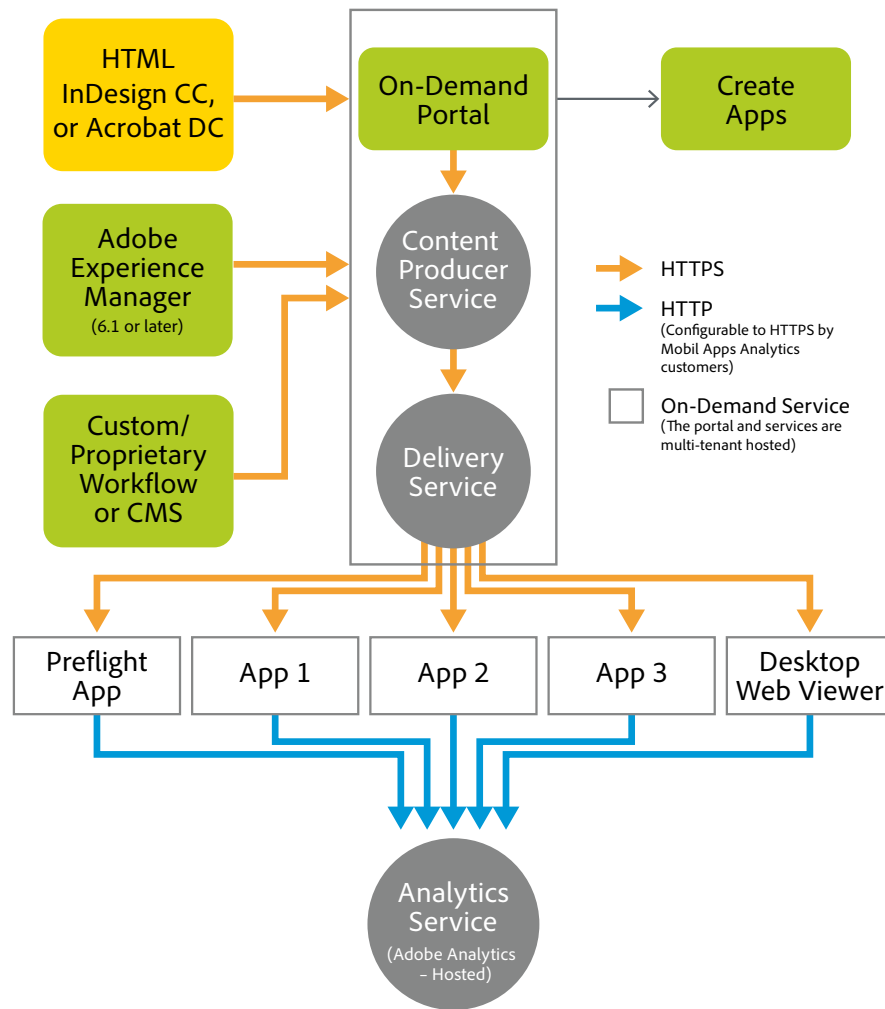 HTML
InDesign CC,
or Acrobat DC
On-Demand
Portal
Create
Apps
Adobe
Experience
Manager
(6.1 or later)
Content
Producer
Service
HTTPS
HTTP
(Configurable to HTTPS by
Mobil Apps Analytics
customers)
On-Demand Service
(The portal and services are
multi-tenant hosted)
Custom/
Proprietary
Workflow
or CMS
Delivery
Service
Preflight
App
App 1
App 2
App 3
Desktop
Web Viewer
Analytics
Service
(Adobe Analytics
– Hosted)